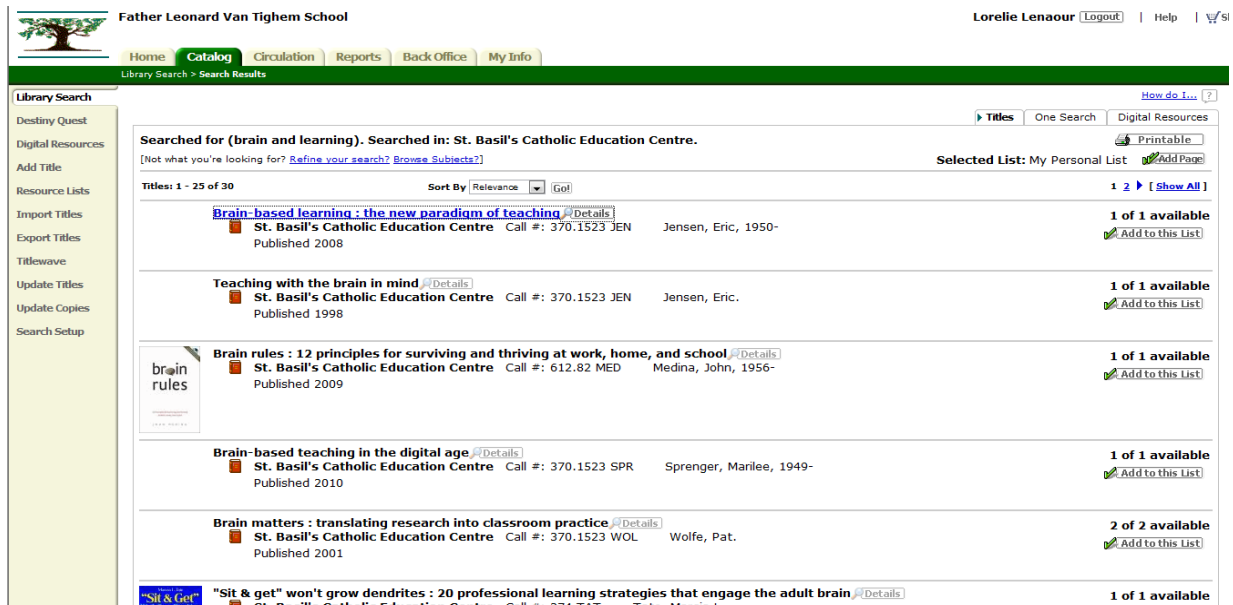 Father Leonard Van Tighem School
Lorelie Lenaour Logout | Help |
Home Catalog Circulation Reports Back Office My Info
Library Search > Search Results
Library Search
Destiny Quest
Digital Resources
Add Title
Resource Lists
Import Titles
Export Titles
Titlewave
Update Titles
Update Copies
Search Setup
How do I... ?
Titles One Search Digital Resources
Searched for (brain and learning). Searched in: St. Basil's Catholic Education Centre.
Printable
[Not what you're looking for? Refine your search? Browse Subjects?]
Selected List: My Personal List Add Page
Titles: 1 - 25 of 30 Sort By Relevance Go! 1 2 [ Show All ]
Brain-based learning : the new paradigm of teaching Details
1 of 1 available
St. Basil's Catholic Education Centre Call #: 370.1523 JEN Jensen, Eric, 1950-
Add to this List
Published 2008
Teaching with the brain in mind Details
1 of 1 available
St. Basil's Catholic Education Centre Call #: 370.1523 JEN Jensen, Eric.
Add to this List
Published 1998
brain
rules
Brain rules : 12 principles for surviving and thriving at work, home, and school Details
1 of 1 available
St. Basil's Catholic Education Centre Call #: 612.82 MED Medina, John, 1956-
Add to this List
Published 2009
Brain-based teaching in the digital age Details
1 of 1 available
St. Basil's Catholic Education Centre Call #: 370.1523 SPR Sprenger, Marilee, 1949-
Add to this List
Published 2010
Brain matters : translating research into classroom practice Details
2 of 2 available
St. Basil's Catholic Education Centre Call #: 370.1523 WOL Wolfe, Pat.
Add to this List
Published 2001
"Sit & Get"
"Sit & get" won't grow dendrites : 20 professional learning strategies that engage the adult brain Details
1 of 1 available